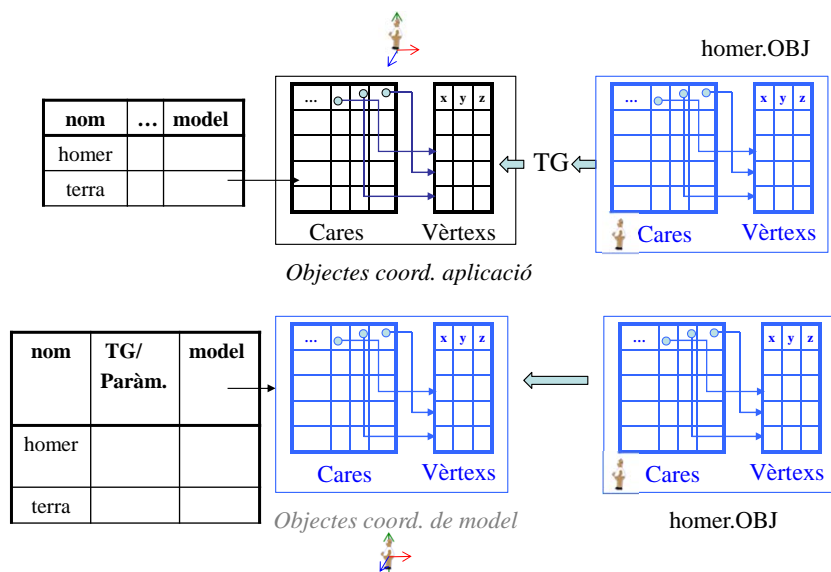 homer.OBJ
nom … model
homer
terra
...
x y z
Cares Vèrtexs
TG
...
x y z
Cares Vèrtexs
Objectes coord. aplicació
nom TG/ Paràm. model
homer
terra
...
x y z
Cares Vèrtexs
...
x y z
Cares Vèrtexs
Objectes coord. de model
homer.OBJ